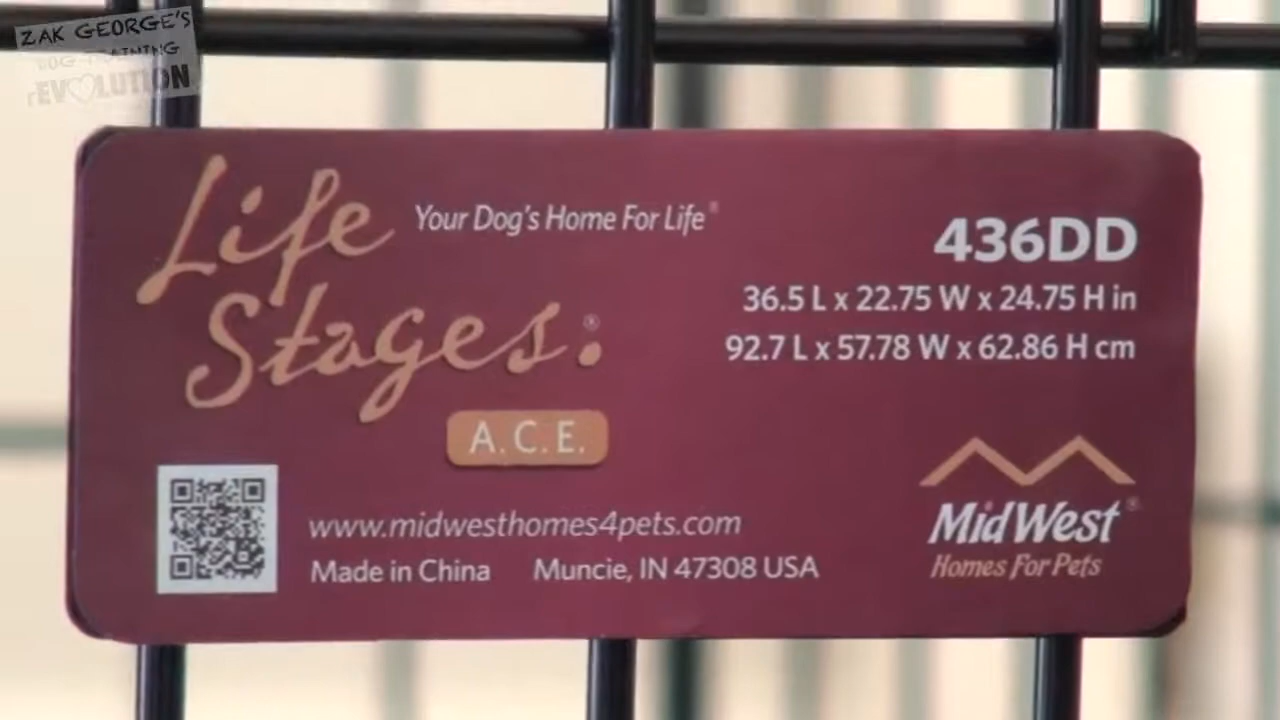 ZAK GEORGE'S
DOG TRAINING
rEVOLUTION
Life
Stages®
Your Dog's Home For Life®
A.C.E.
436DD
36.5 L x 22.75 W x 24.75 H in
92.7 L x 57.78 W x 62.86 H cm
MidWest®
Homes For Pets
www.midwesthomes4pets.com
Made in China Muncie, IN 47308 USA